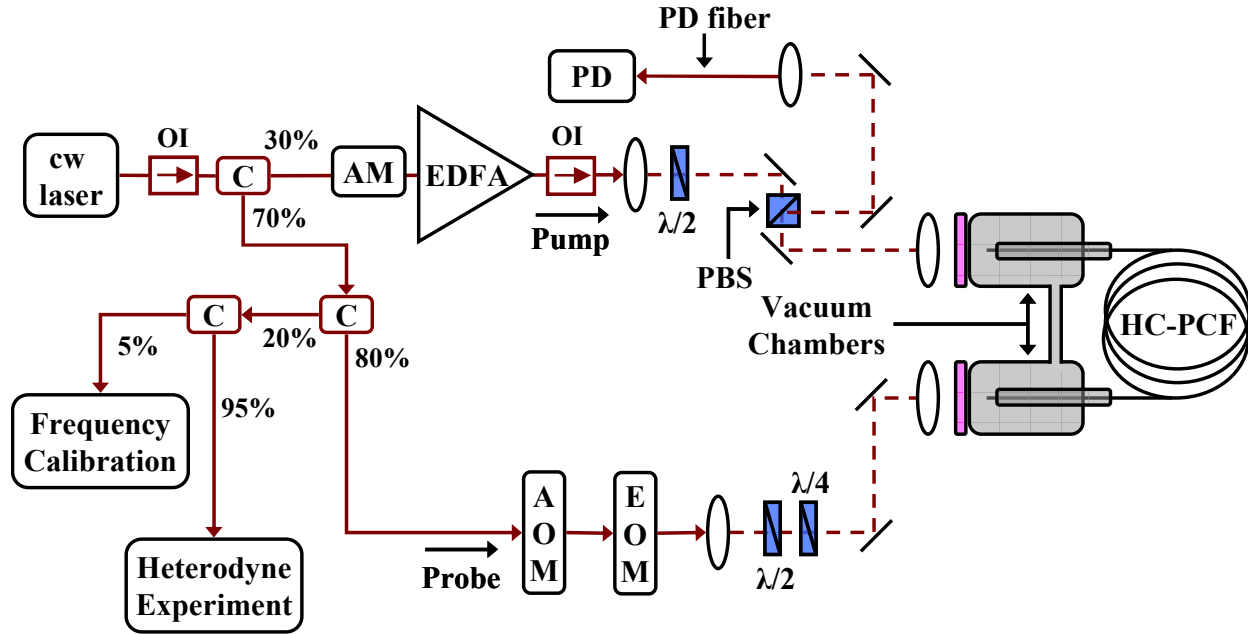 PD fiber
PD
cw
laser
OI
C
30%
AM
EDFA
OI
λ/2
Pump
PBS
70%
C
20%
C
5%
80%
95%
Frequency
Calibration
Heterodyne
Experiment
Vacuum
Chambers
HC-PCF
Probe
A
O
M
E
O
M
λ/2
λ/4